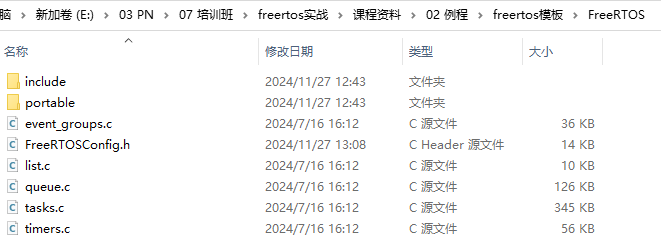 脑 › 新加卷 (E:) › 03 PN › 07 培训班 › freertos实战 › 课程资料 › 02 例程 › freertos模板 › FreeRTOS
名称 修改日期 类型 大小
include 2024/11/27 12:43 文件夹
portable 2024/11/27 12:43 文件夹
event_groups.c 2024/7/16 16:12 C 源文件 36 KB
FreeRTOSConfig.h 2024/11/27 13:08 C Header 源文件 14 KB
list.c 2024/7/16 16:12 C 源文件 10 KB
queue.c 2024/7/16 16:12 C 源文件 126 KB
tasks.c 2024/7/16 16:12 C 源文件 345 KB
timers.c 2024/7/16 16:12 C 源文件 56 KB